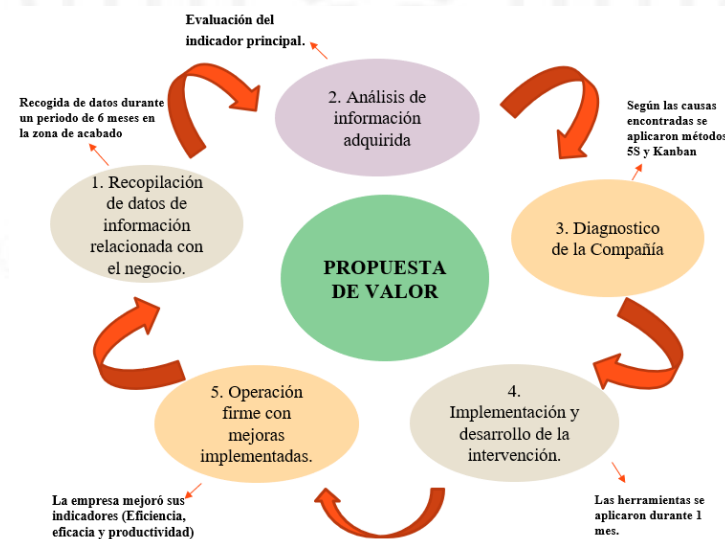 Evaluación del
indicador principal.
2. Análisis de
información
adquirida
Recogida de datos durante
un periodo de 6 meses en
la zona de acabado
1. Recopilación
de datos de
información
relacionada con
el negocio.
Según las causas
encontradas se
aplicaron métodos
5S y Kanban
3. Diagnostico
de la Compañía
PROPUESTA
DE VALOR
4.
Implementación y
desarrollo de la
intervención.
Las herramientas se
aplicaron durante 1
mes.
5. Operación
firme con
mejoras
implementadas.
La empresa mejoró sus
indicadores (Eficiencia,
eficacia y productividad)